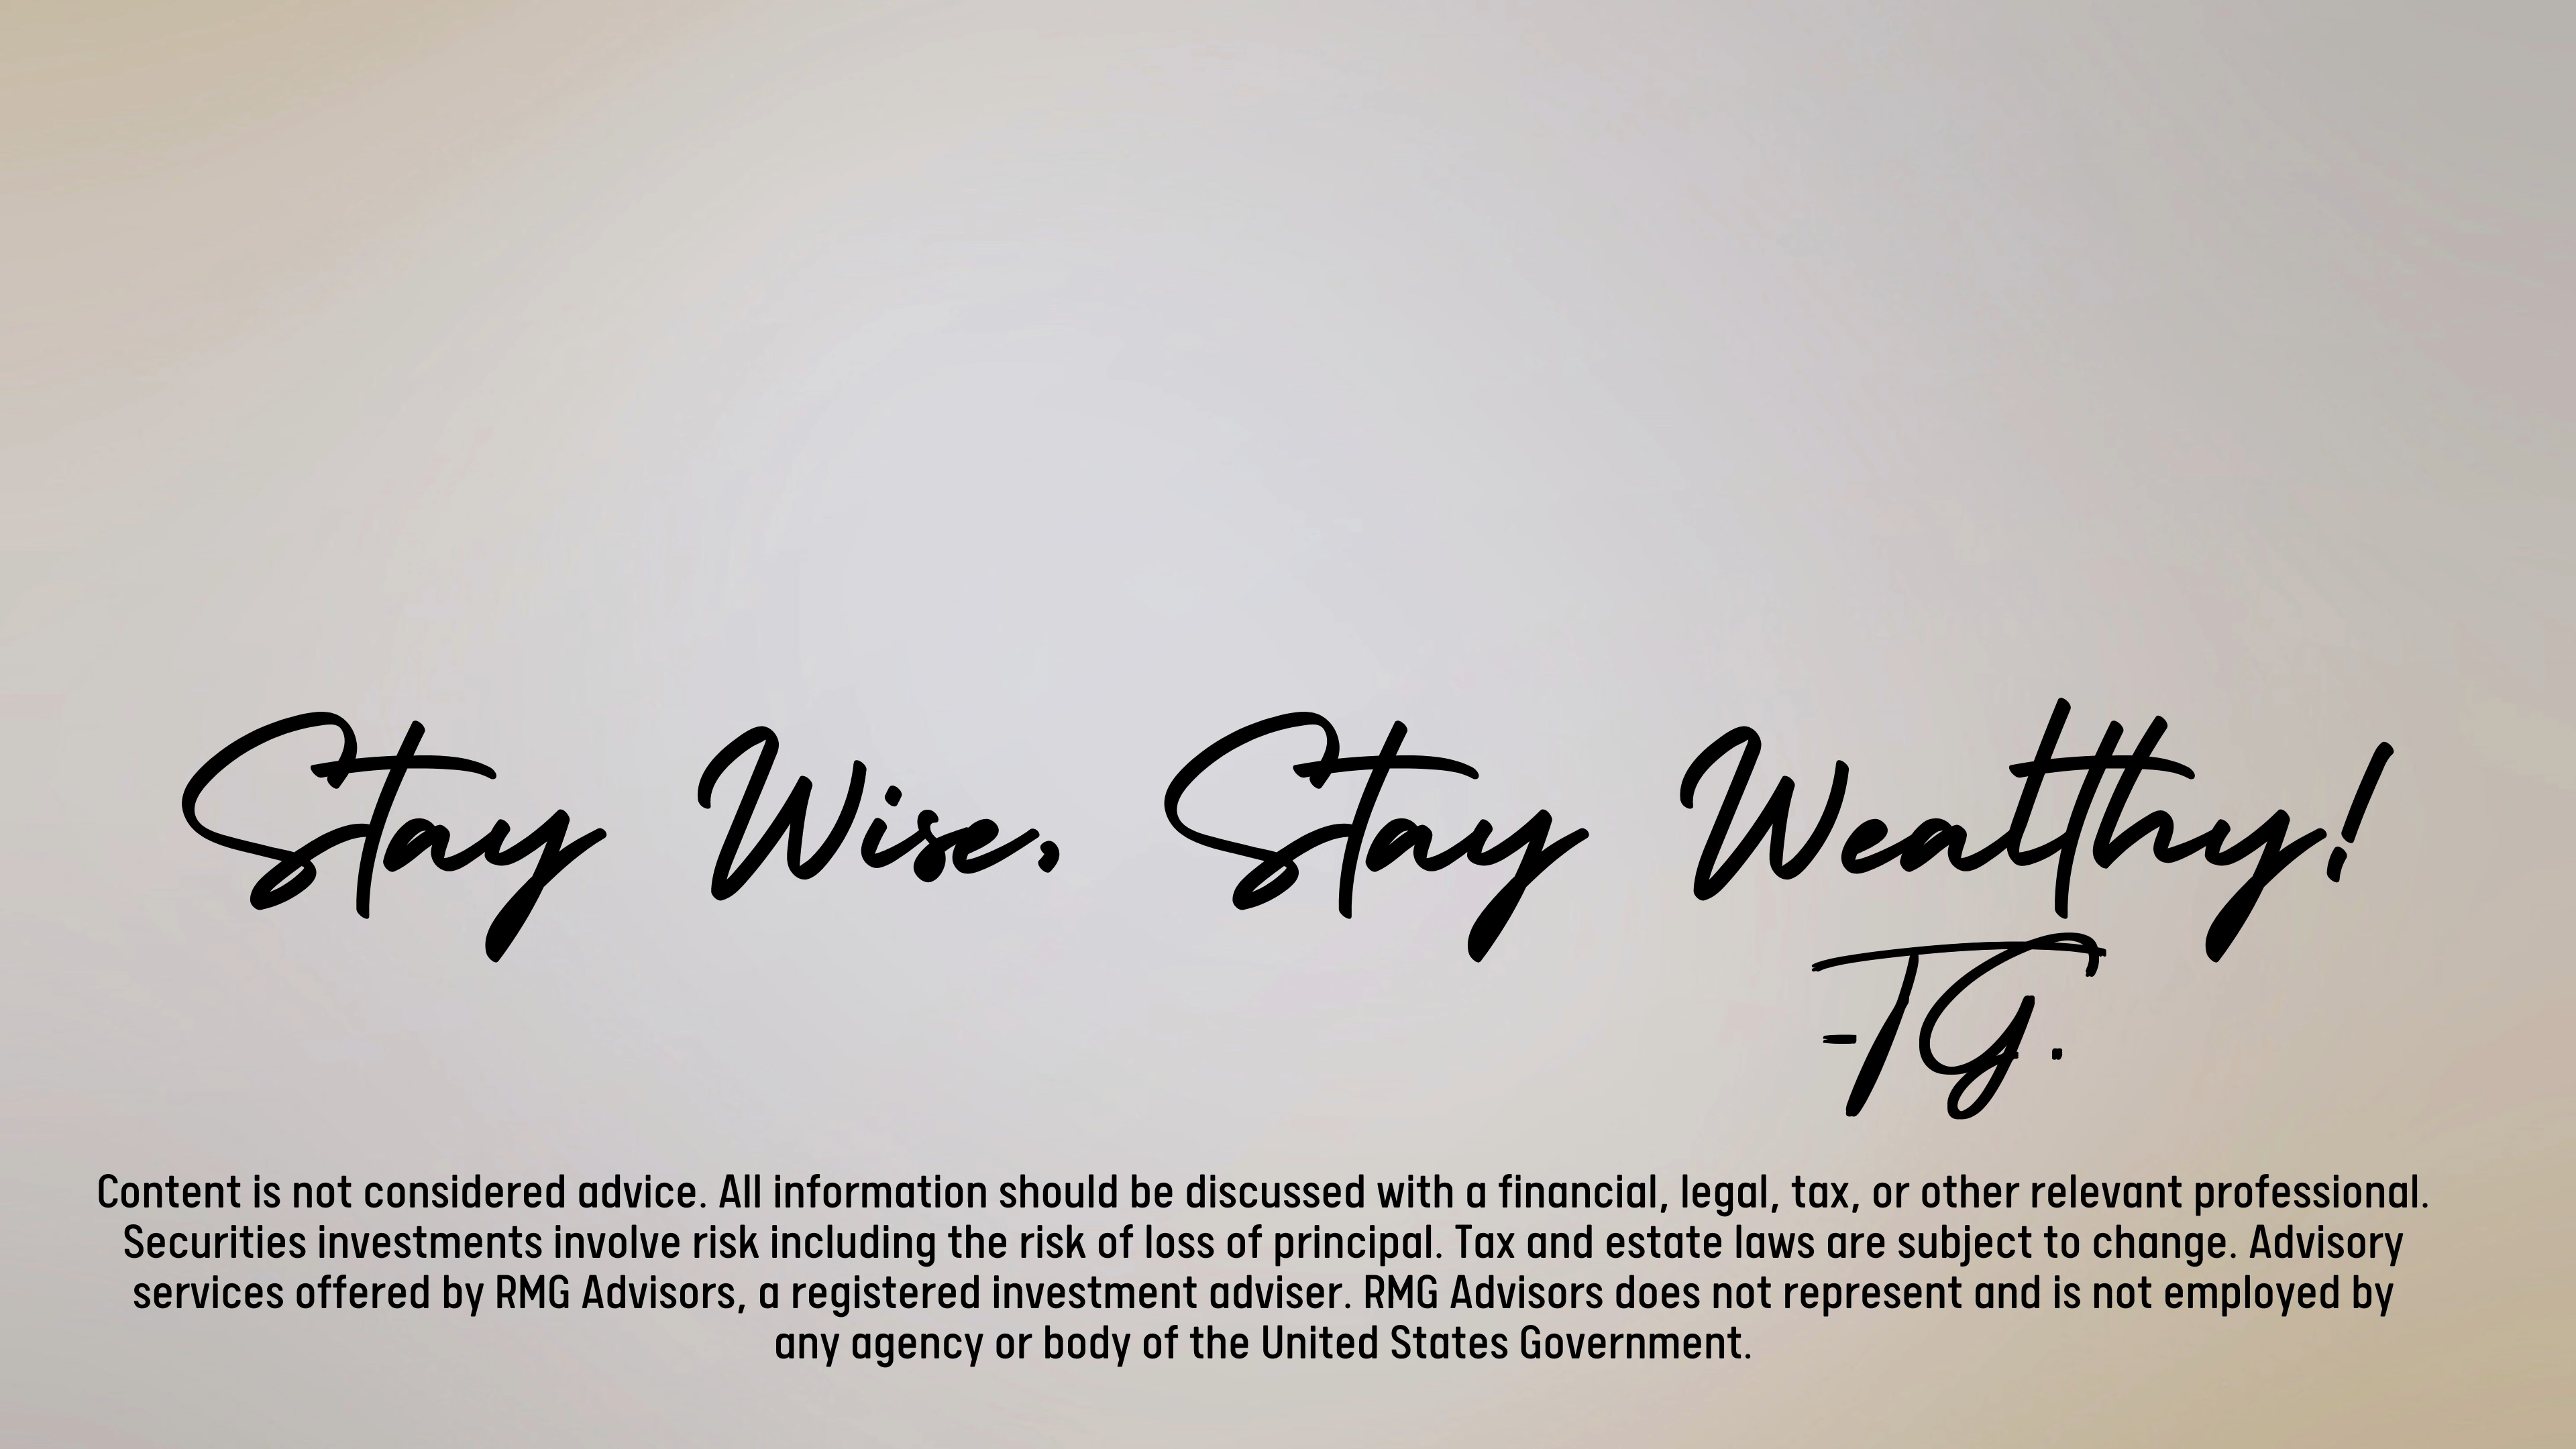 Stay Wise, Stay Wealthy!
-TG.
Content is not considered advice. All information should be discussed with a financial, legal, tax, or other relevant professional.
Securities investments involve risk including the risk of loss of principal. Tax and estate laws are subject to change. Advisory
services offered by RMG Advisors, a registered investment adviser. RMG Advisors does not represent and is not employed by
any agency or body of the United States Government.